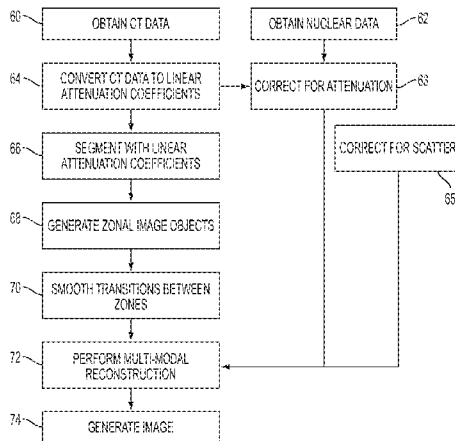 60
OBTAIN CT DATA
62
OBTAIN NUCLEAR DATA
64
CONVERT CT DATA TO LINEAR
ATTENUATION COEFFICIENTS
63
CORRECT FOR ATTENUATION
66
SEGMENT WITH LINEAR
ATTENUATION COEFFICIENTS
CORRECT FOR SCATTER
65
68
GENERATE ZONAL IMAGE OBJECTS
70
SMOOTH TRANSITIONS BETWEEN
ZONES
72
PERFORM MULTI-MODAL
RECONSTRUCTION
74
GENERATE IMAGE